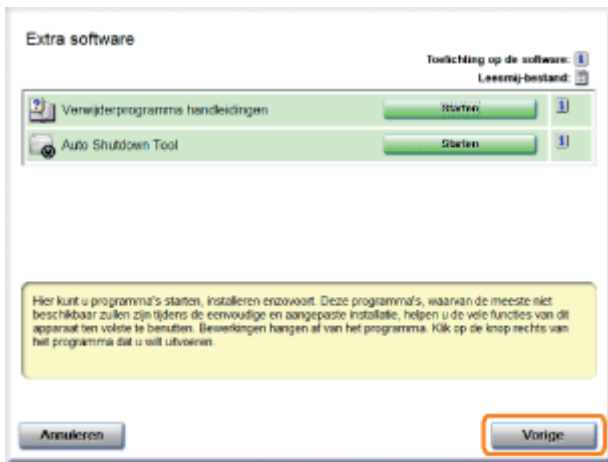 Extra software
Toelichting op de software:
Leesmij-bestand:
Verwijderprogramma handleidingen
Starten
Auto Shutdown Tool
Starten
Hier kunt u programma's starten, installeren enzovoort. Deze programma's, waarvan de meeste niet
beschikbaar zullen zijn tijdens de eenvoudige en aangepaste installatie, helpen u de vele functies van dit
apparaat ten volste te benutten. Bewerkingen hangen af van het programma. Klik op de knop rechts van
het programma dat u wilt uitvoeren.
Annuleren
Vorige